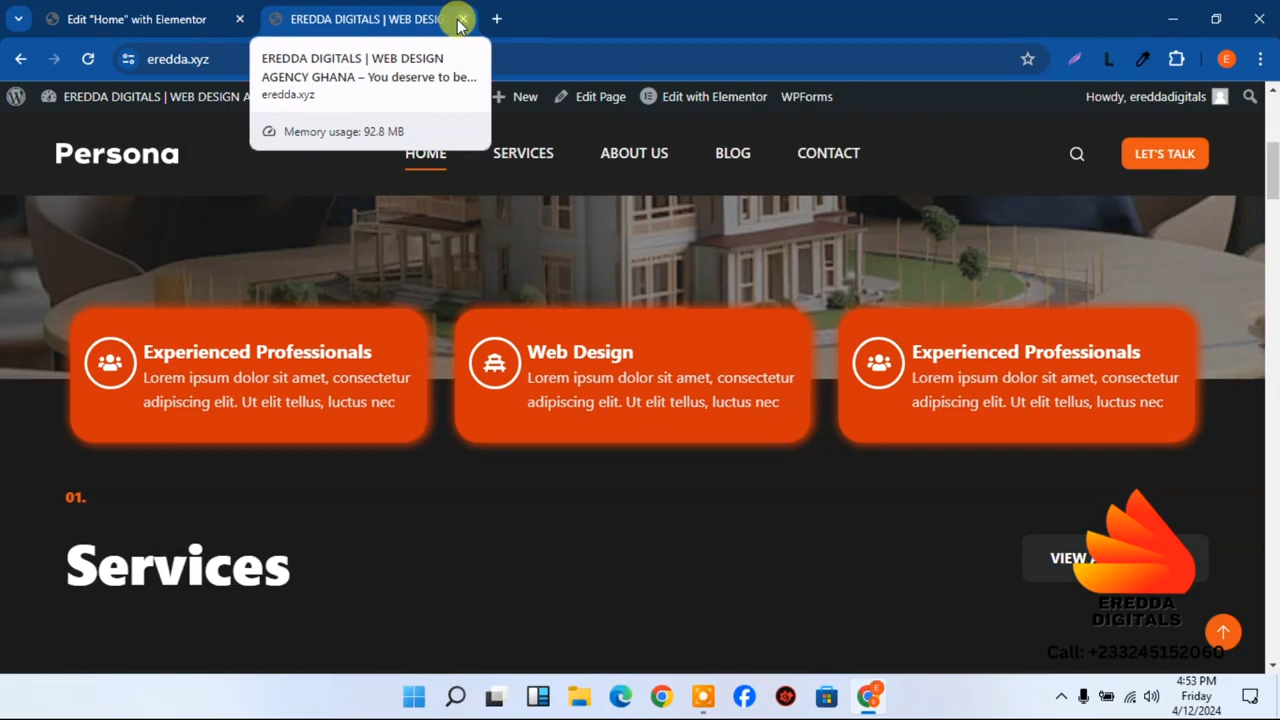 Edit "Home" with Elementor
EREDDA DIGITALS | WEB DESIG
eredda.xyz
EREDDA DIGITALS | WEB DESIGN
AGENCY GHANA – You deserve to be...
eredda.xyz
Memory usage: 92.8 MB
EREDDA DIGITALS | WEB DESIGN A
New
Edit Page
Edit with Elementor
WPForms
Howdy, ereddadigitals
Persona
HOME
SERVICES
ABOUT US
BLOG
CONTACT
LET'S TALK
Experienced Professionals
Lorem ipsum dolor sit amet, consectetur
adipiscing elit. Ut elit tellus, luctus nec
Web Design
Lorem ipsum dolor sit amet, consectetur
adipiscing elit. Ut elit tellus, luctus nec
Experienced Professionals
Lorem ipsum dolor sit amet, consectetur
adipiscing elit. Ut elit tellus, luctus nec
01.
Services
VIEW
EREDDA
DIGITALS
Call: +233245152060
4:53 PM
Friday
4/12/2024